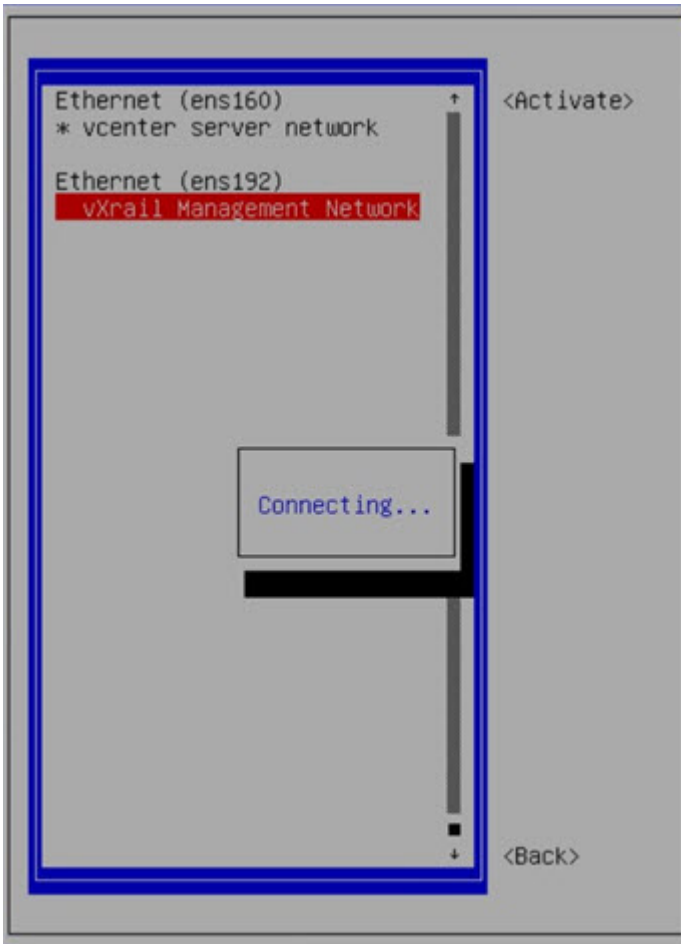 Ethernet (ens160)
* vcenter server network
Ethernet (ens192)
vXrail Management Network
Connecting...
<Activate>
<Back>